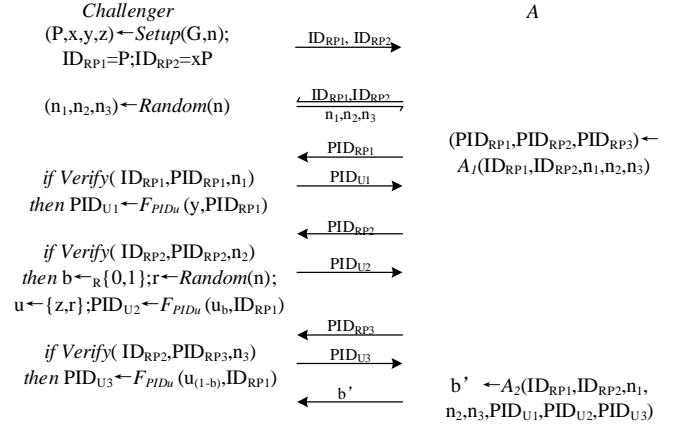 Challenger
A
(P,x,y,z)←Setup(G,n);
ID_RP1=P;ID_RP2=xP
ID_RP1, ID_RP2
(n_1,n_2,n_3)←Random(n)
ID_RP1,ID_RP2
n_1,n_2,n_3
(PID_RP1,PID_RP2,PID_RP3)←
A_1(ID_RP1,ID_RP2,n_1,n_2,n_3)
PID_RP1
if Verify( ID_RP1,PID_RP1,n_1)
then PID_U1←F_PIDu (y,PID_RP1)
PID_U1
PID_RP2
if Verify( ID_RP2,PID_RP2,n_2)
then b←_R{0,1};r←Random(n);
u←{z,r};PID_U2←F_PIDu (u_b,ID_RP1)
PID_U2
PID_RP3
if Verify( ID_RP2,PID_RP3,n_3)
then PID_U3←F_PIDu (u_(1-b),ID_RP1)
PID_U3
b’
b’ ←A_2(ID_RP1,ID_RP2,n_1,
n_2,n_3,PID_U1,PID_U2,PID_U3)